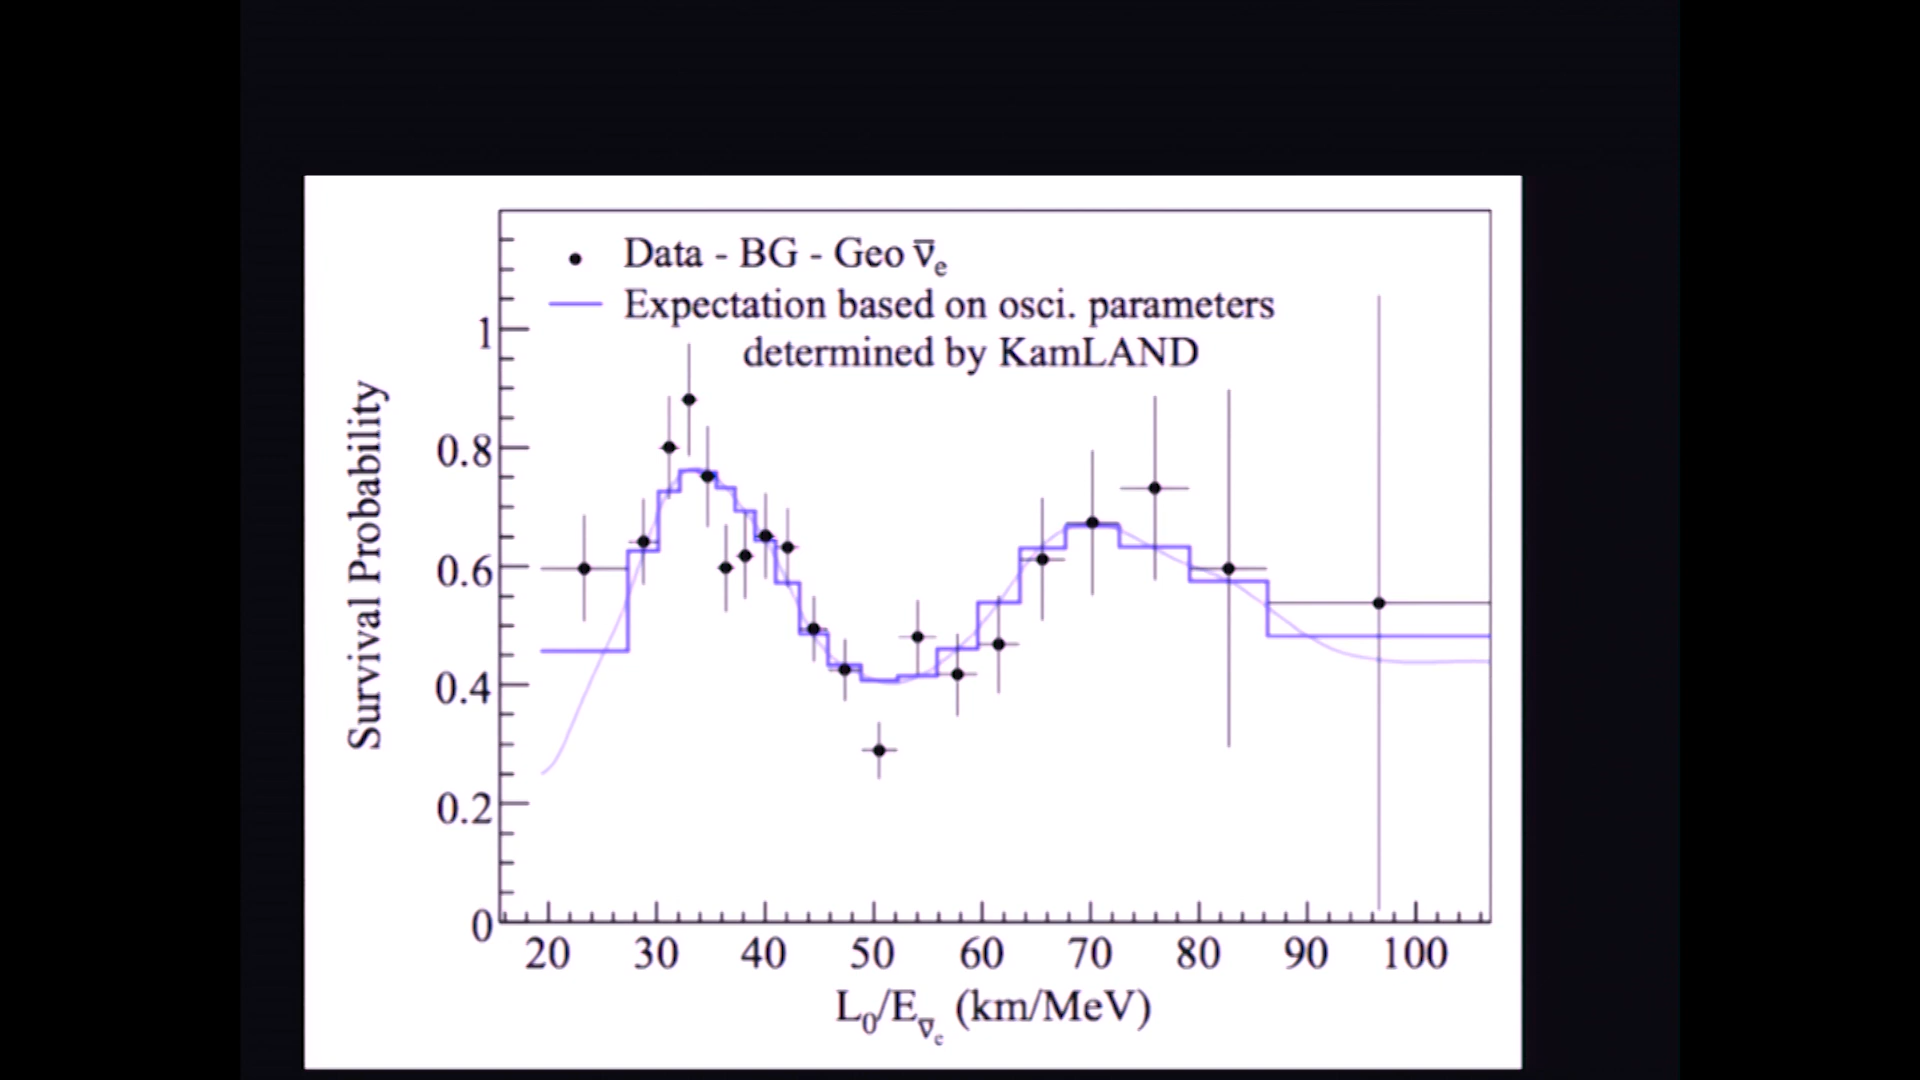 Data - BG - Geo ν̅e
Expectation based on osci. parameters
determined by KamLAND
Survival Probability
1
0.8
0.6
0.4
0.2
0
20 30 40 50 60 70 80 90 100
L0/Eν̅e (km/MeV)